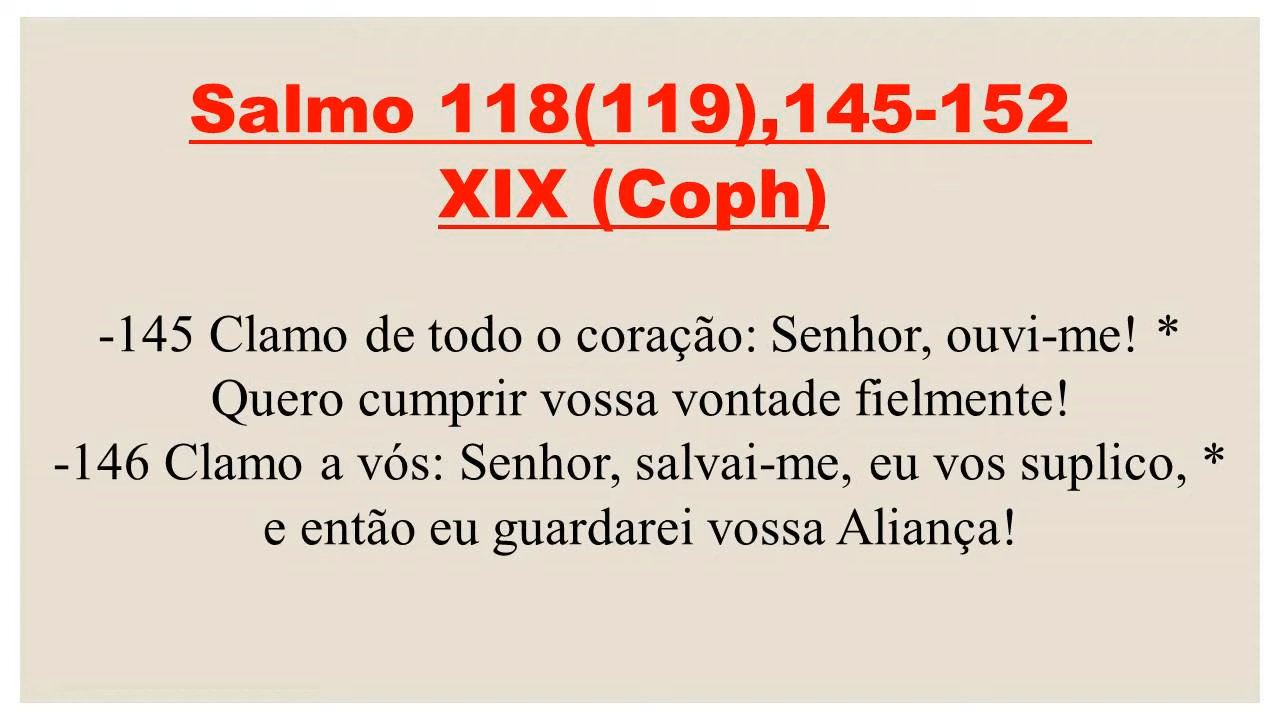 Salmo 118(119),145-152
XIX (Coph)
-145 Clamo de todo o coração: Senhor, ouvi-me! *
Quero cumprir vossa vontade fielmente!
-146 Clamo a vós: Senhor, salvai-me, eu vos suplico, *
e então eu guardarei vossa Aliança!